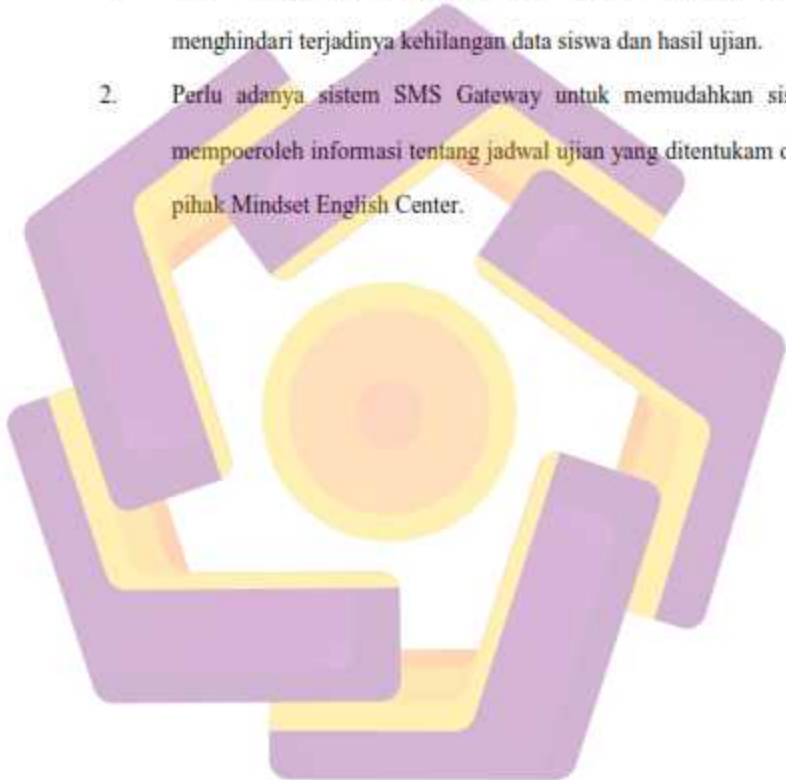 menghindari terjadinya kehilangan data siswa dan hasil ujian.
2. Perlu adanya sistem SMS Gateway untuk memudahkan
mempoeroleh informasi tentang jadwal ujian yang ditentukam
pihak Mindset English Center.